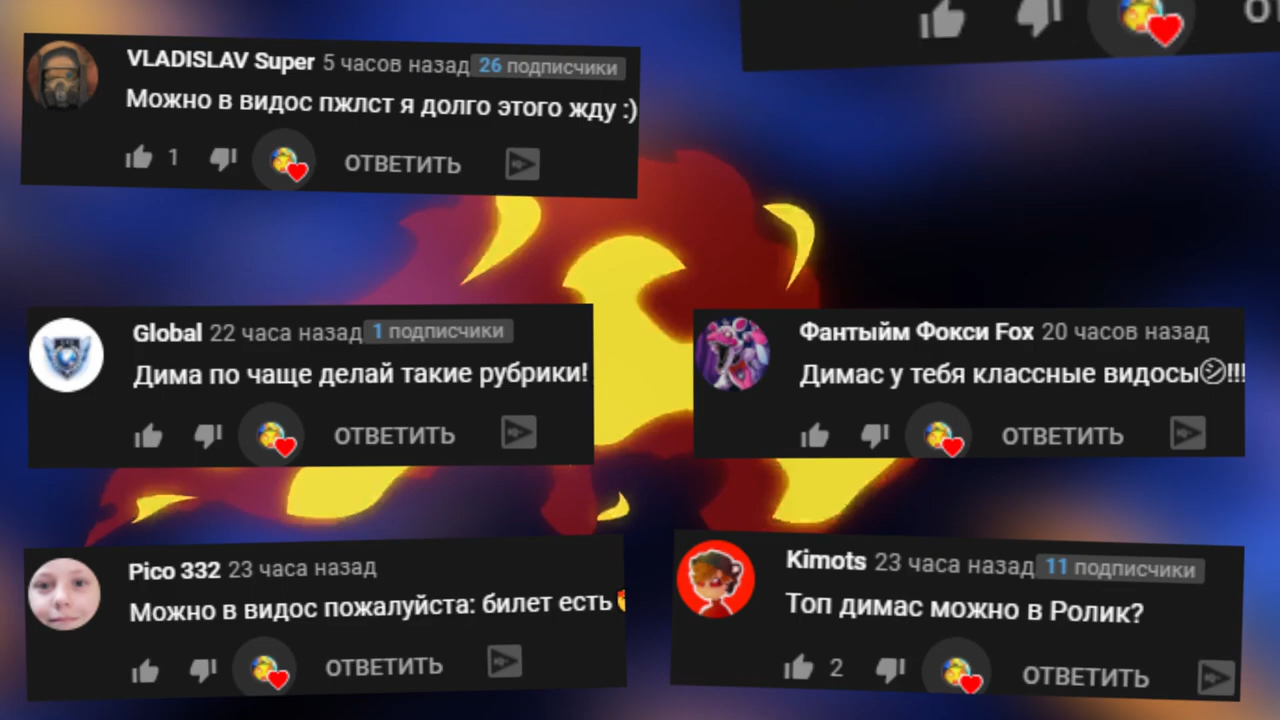 VLADISLAV Super 5 часов назад 26 подписчики
Можно в видос пжлст я долго этого жду :)
1 ОТВЕТИТЬ
Global 22 часа назад 1 подписчики
Дима по чаще делай такие рубрики!
ОТВЕТИТЬ
Фантыйм Фокси Fox 20 часов назад
Димас у тебя классные видосы!!!
ОТВЕТИТЬ
Pico 332 23 часа назад
Можно в видос пожалуйста: билет есть
ОТВЕТИТЬ
Kimots 23 часа назад 11 подписчики
Топ димас можно в Ролик?
2 ОТВЕТИТЬ